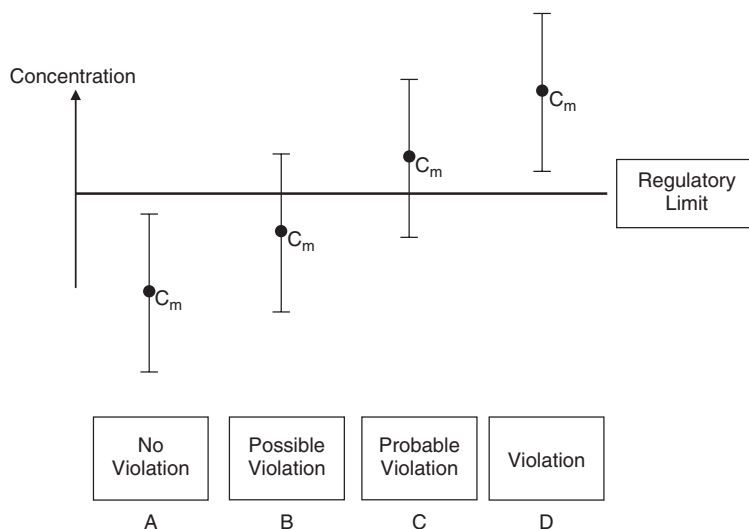 Concentration
C_m
C_m
Regulatory
Limit
C_m
C_m
No
Violation
Possible
Violation
Probable
Violation
Violation
A
B
C
D